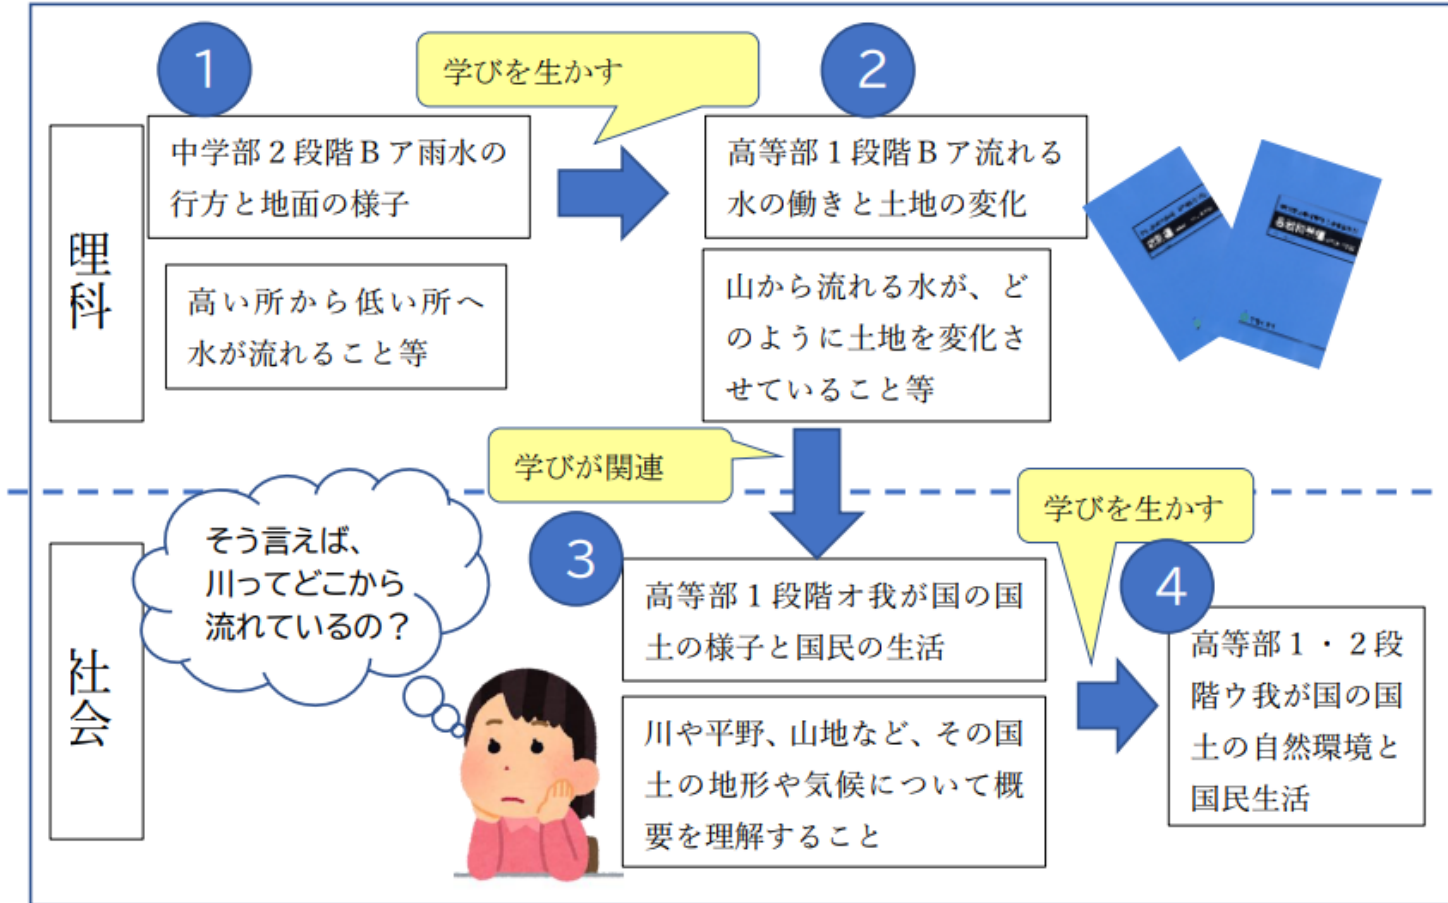 理科
1
中学部２段階Ｂア雨水の
行方と地面の様子
高い所から低い所へ
水が流れること等
学びを生かす
2
高等部１段階Ｂア流れる
水の働きと土地の変化
山から流れる水が、ど
のように土地を変化さ
せていること等
学びが関連
社会
そう言えば、
川ってどこから
流れているの？
3
高等部１段階オ我が国の国
土の様子と国民の生活
川や平野、山地など、その国
土の地形や気候について概
要を理解すること
学びを生かす
4
高等部１・２段
階ウ我が国の国
土の自然環境と
国民生活